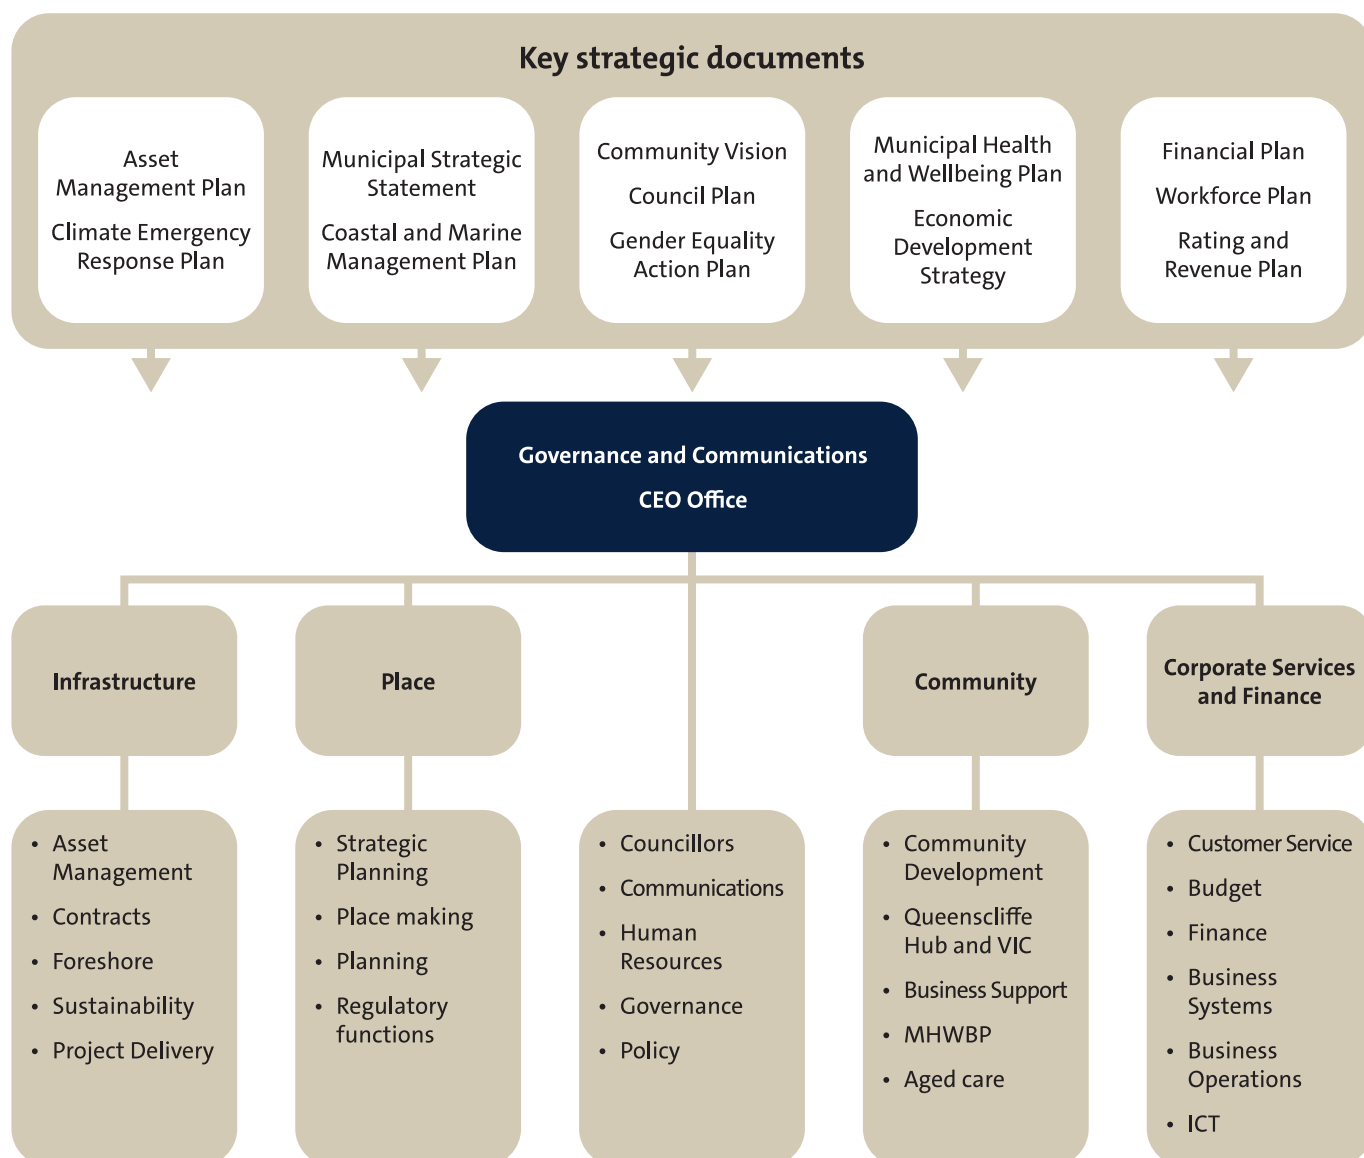 Key strategic documents
Asset
Management Plan
Climate Emergency
Response Plan
Municipal Strategic
Statement
Coastal and Marine
Management Plan
Community Vision
Council Plan
Gender Equality
Action Plan
Municipal Health
and Wellbeing Plan
Economic
Development
Strategy
Financial Plan
Workforce Plan
Rating and
Revenue Plan
Governance and Communications
CEO Office
Infrastructure
Place
Community
Corporate Services
and Finance
• Asset
Management
• Contracts
• Foreshore
• Sustainability
• Project Delivery
• Strategic
Planning
• Place making
• Planning
• Regulatory
functions
• Councillors
• Communications
• Human
Resources
• Governance
• Policy
• Community
Development
• Queenscliffe
Hub and VIC
• Business Support
• MHWBP
• Aged care
• Customer Service
• Budget
• Finance
• Business
Systems
• Business
Operations
• ICT